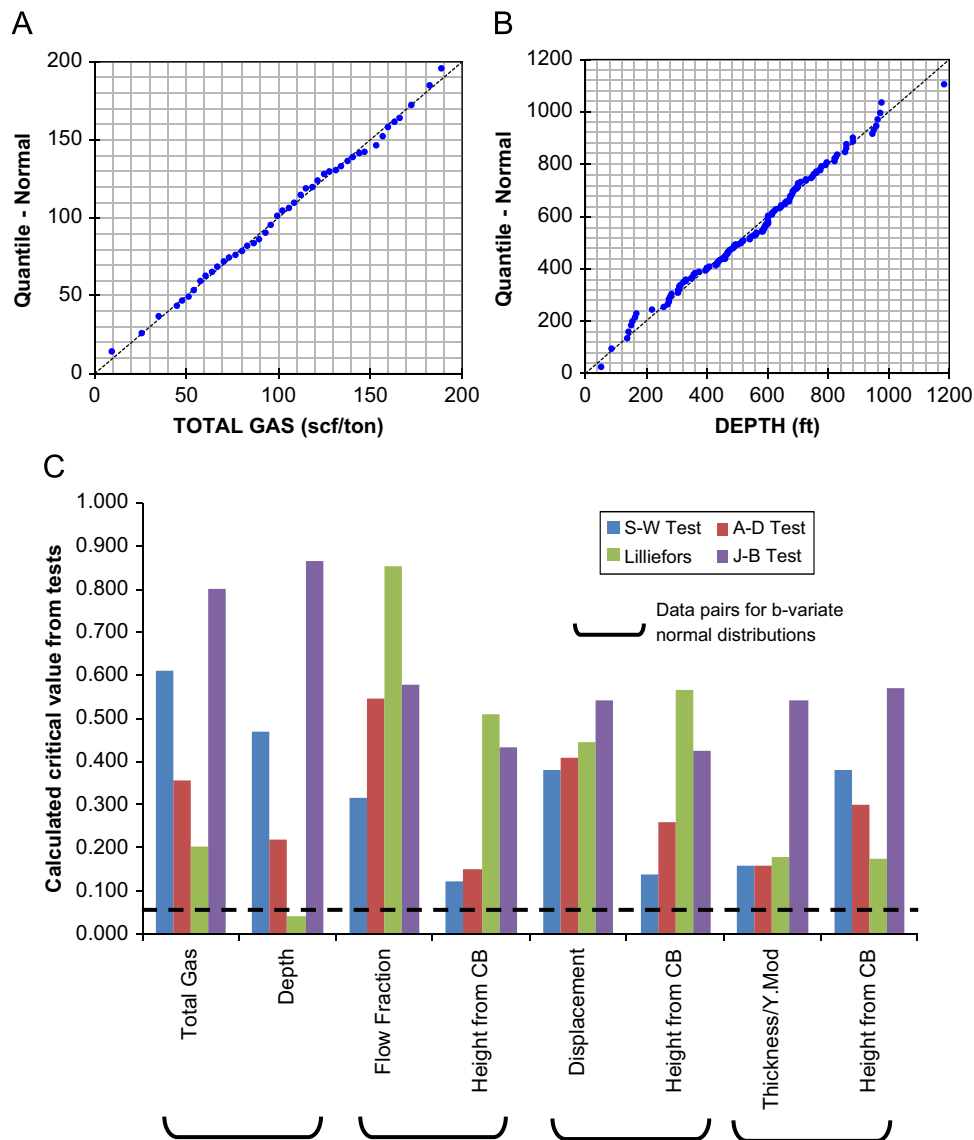 A
B
200
150
100
50
0
Quantile - Normal
0 50 100 150 200
TOTAL GAS (scf/ton)
1200
1000
800
600
400
200
0
Quantile - Normal
0 200 400 600 800 1000 1200
DEPTH (ft)
C
1.000
0.900
0.800
0.700
0.600
0.500
0.400
0.300
0.200
0.100
0.000
Calculated critical value from tests
S-W Test
A-D Test
Lilliefors
J-B Test
Data pairs for b-variate
normal distributions
Total Gas
Depth
Flow Fraction
Height from CB
Displacement
Height from CB
Thickness/Y.Mod
Height from CB